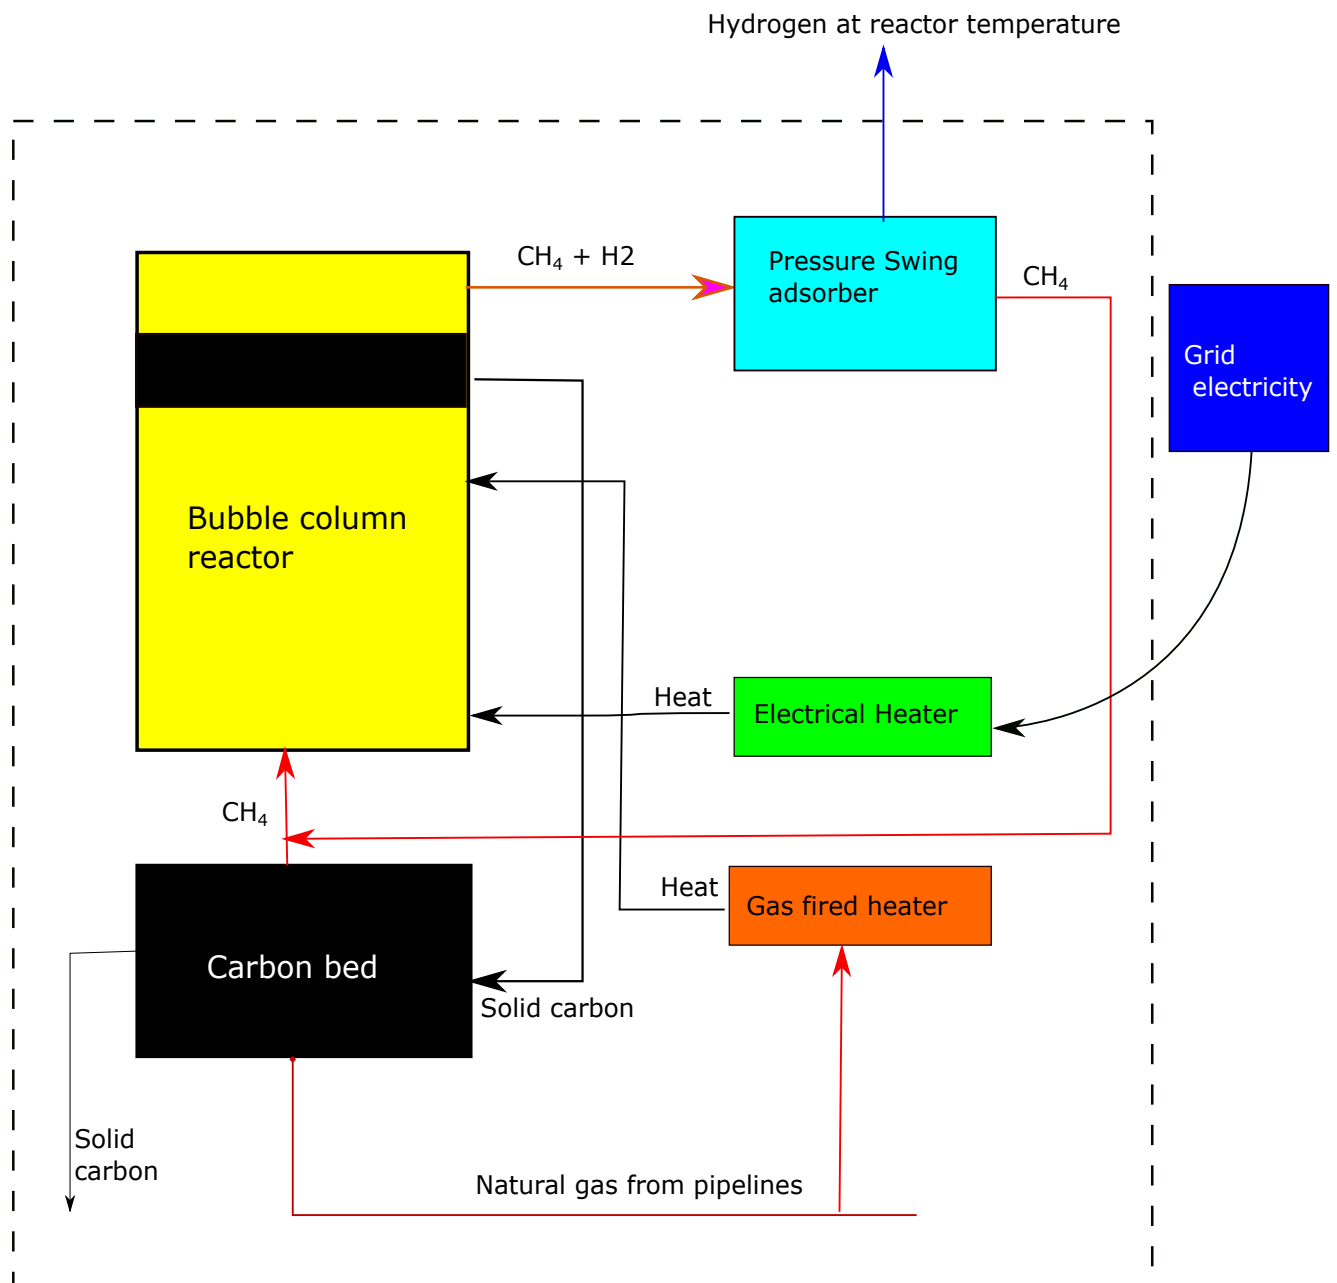 Hydrogen at reactor temperature
CH₄ + H2
Pressure Swing
adsorber
CH₄
Grid
electricity
Bubble column
reactor
Heat
Electrical Heater
CH₄
Heat
Gas fired heater
Carbon bed
Solid carbon
Solid
carbon
Natural gas from pipelines